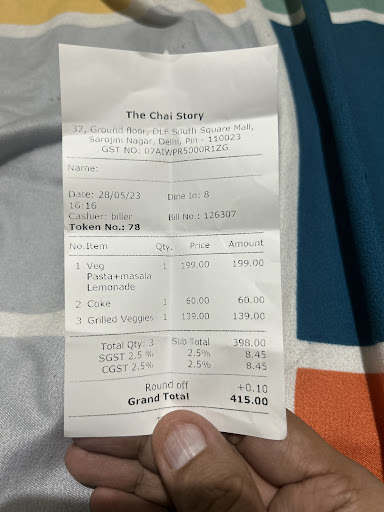 The Chai Story
37, Ground floor, DLF South Square Mall,
Sarojini Nagar, Delhi, Pin - 110023
GST NO: 07AIWPR5000R1ZG
Name:
Date: 28/05/23 Dine In: 8
16:16
Cashier: biller Bill No.: 126307
Token No.: 78
No. Item Qty. Price Amount
1 Veg 1 199.00 199.00
Pasta+masala
Lemonade
2 Coke 1 60.00 60.00
3 Grilled Veggies 1 139.00 139.00
Total Qty: 3 Sub Total 398.00
SGST 2.5 % 2.5% 8.45
CGST 2.5% 2.5% 8.45
Round off +0.10
Grand Total 415.00